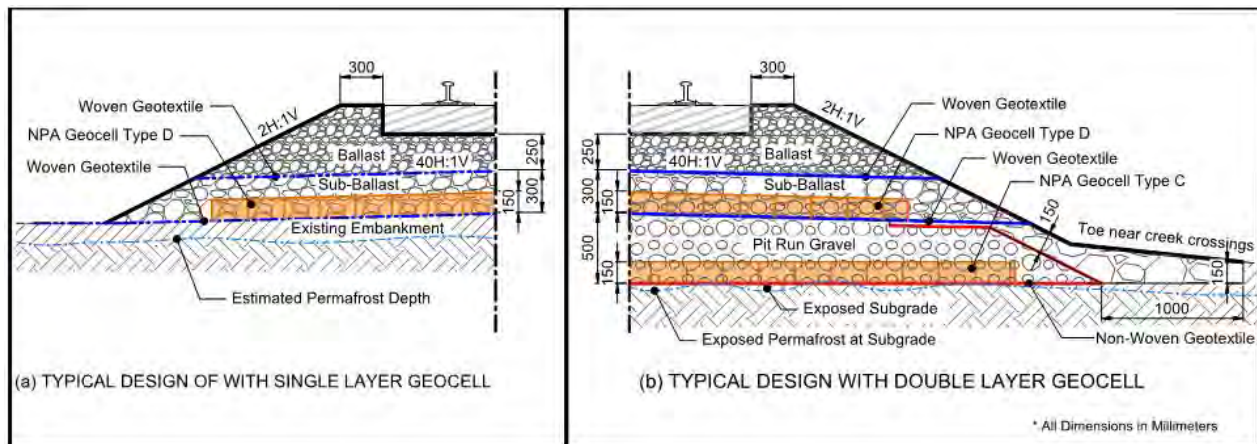 300
Woven Geotextile
2H:1V
NPA Geocell Type D
Woven Geotextile
Ballast
40H:1V
Sub-Ballast
Existing Embankment
250
300
150
Estimated Permafrost Depth
(a) TYPICAL DESIGN OF WITH SINGLE LAYER GEOCELL
300
2H:1V
Woven Geotextile
NPA Geocell Type D
Woven Geotextile
NPA Geocell Type C
250
300
150
500
150
40H:1V
Ballast
Sub-Ballast
Pit Run Gravel
150
Toe near creek crossings
150
1000
Exposed Subgrade
Exposed Permafrost at Subgrade
Non-Woven Geotextile
(b) TYPICAL DESIGN WITH DOUBLE LAYER GEOCELL
* All Dimensions in Millimeters